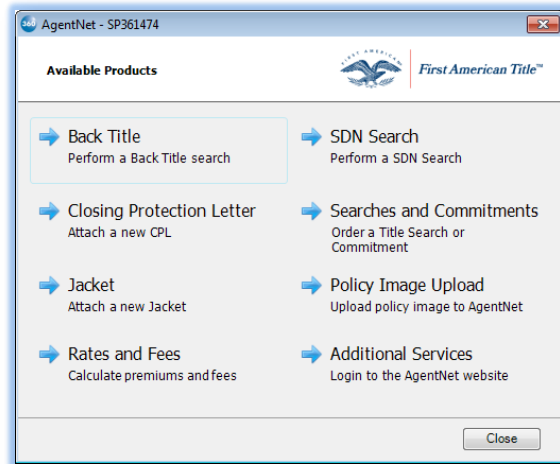 360 AgentNet - SP361474
Available Products
FIRST AMERICAN
First American Title™
Back Title
Perform a Back Title search
SDN Search
Perform a SDN Search
Closing Protection Letter
Attach a new CPL
Searches and Commitments
Order a Title Search or
Commitment
Jacket
Attach a new Jacket
Policy Image Upload
Upload policy image to AgentNet
Rates and Fees
Calculate premiums and fees
Additional Services
Login to the AgentNet website
Close